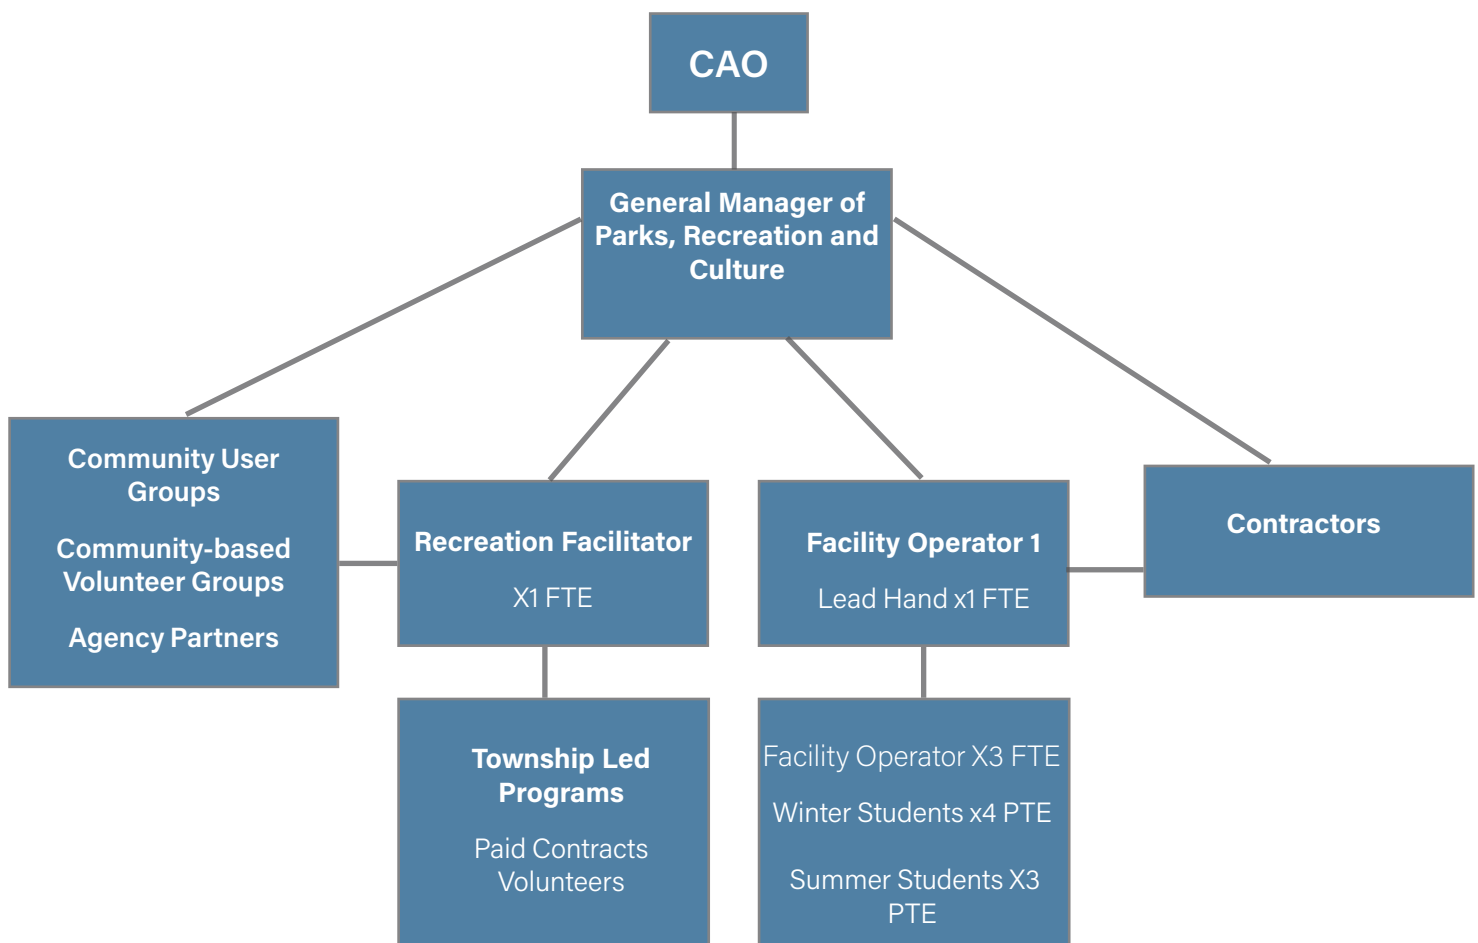 CAO
General Manager of
Parks, Recreation and
Culture
Community User
Groups
Community-based
Volunteer Groups
Agency Partners
Recreation Facilitator
X1 FTE
Facility Operator 1
Lead Hand x1 FTE
Contractors
Township Led
Programs
Paid Contracts
Volunteers
Facility Operator X3 FTE
Winter Students x4 PTE
Summer Students X3
PTE